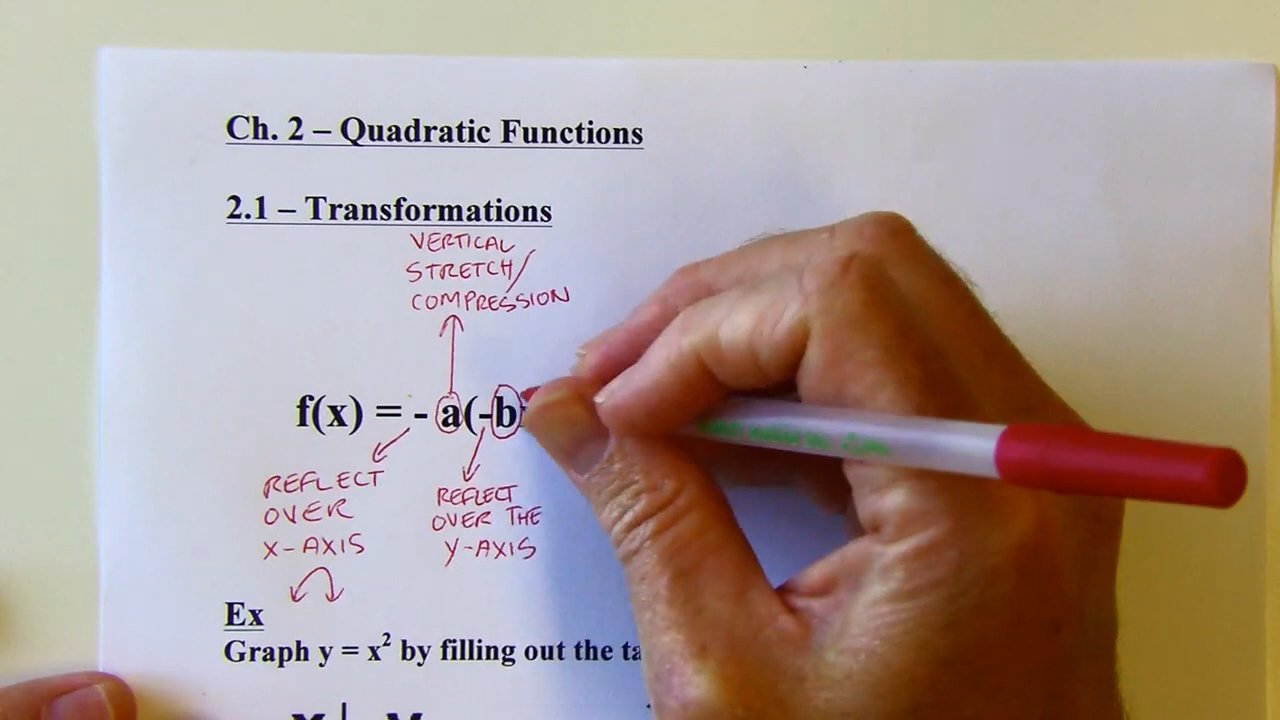 Ch. 2 – Quadratic Functions
2.1 – Transformations
VERTICAL
STRETCH/
COMPRESSION
f(x) = - a(-b
REFLECT
OVER
X-AXIS
REFLECT
OVER THE
Y-AXIS
Ex
Graph y = x² by filling out the